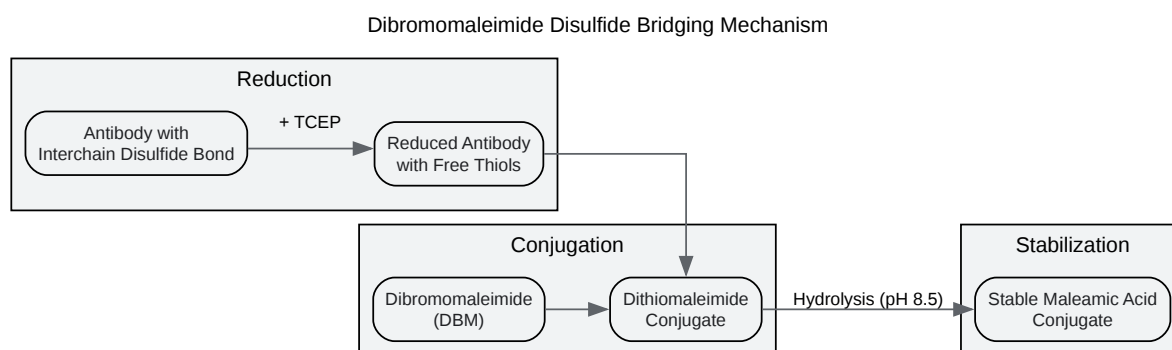 Dibromomaleimide Disulfide Bridging Mechanism
Reduction
Antibody with
Interchain Disulfide Bond
+ TCEP
Reduced Antibody
with Free Thiols
Conjugation
Dibromomaleimide
(DBM)
Dithiomaleimide
Conjugate
Hydrolysis (pH 8.5)
Stabilization
Stable Maleamic Acid
Conjugate